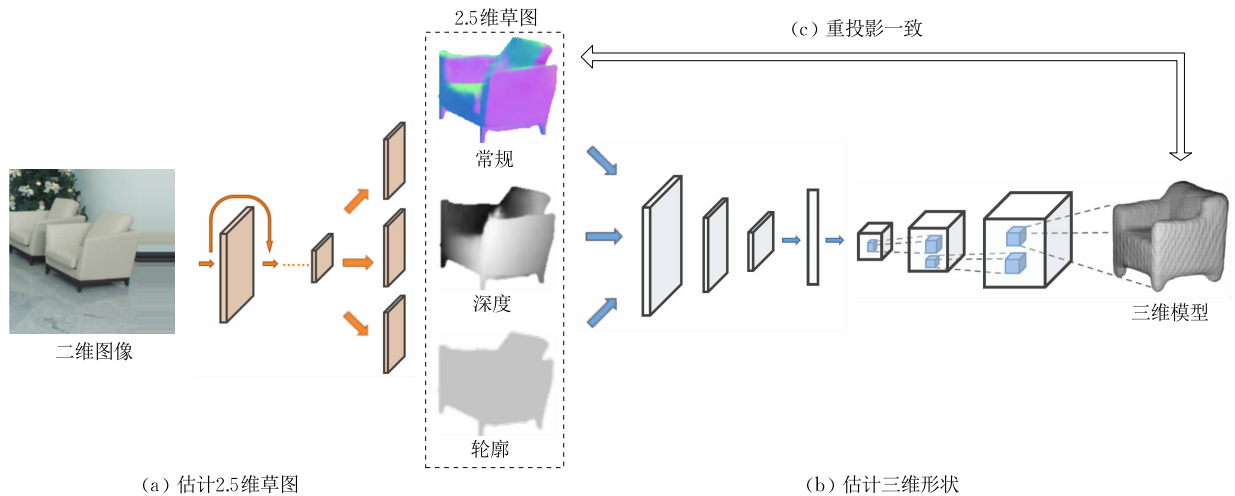 2.5维草图
(c) 重投影一致
常规
深度
轮廓
二维图像
三维模型
(a) 估计2.5维草图
(b) 估计三维形状